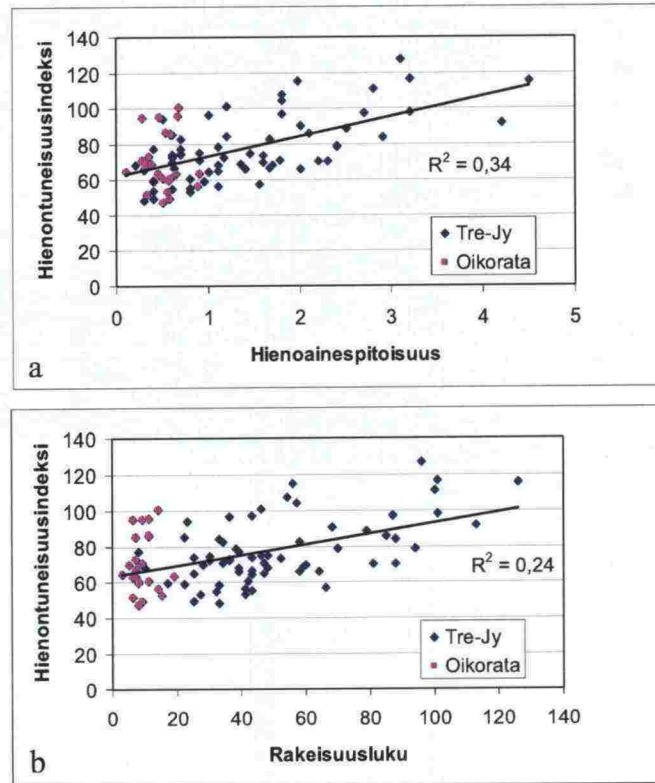 140
120
100
80
60
40
20
0
Hienontuneisuusindeksi
R² = 0,34
Tre-Jy
Oikorata
0 1 2 3 4 5
Hienoainespitoisuus
a
140
120
100
80
60
40
20
0
Hienontuneisuusindeksi
R² = 0,24
Tre-Jy
Oikorata
0 20 40 60 80 100 120 140
Rakeisuusluku
b